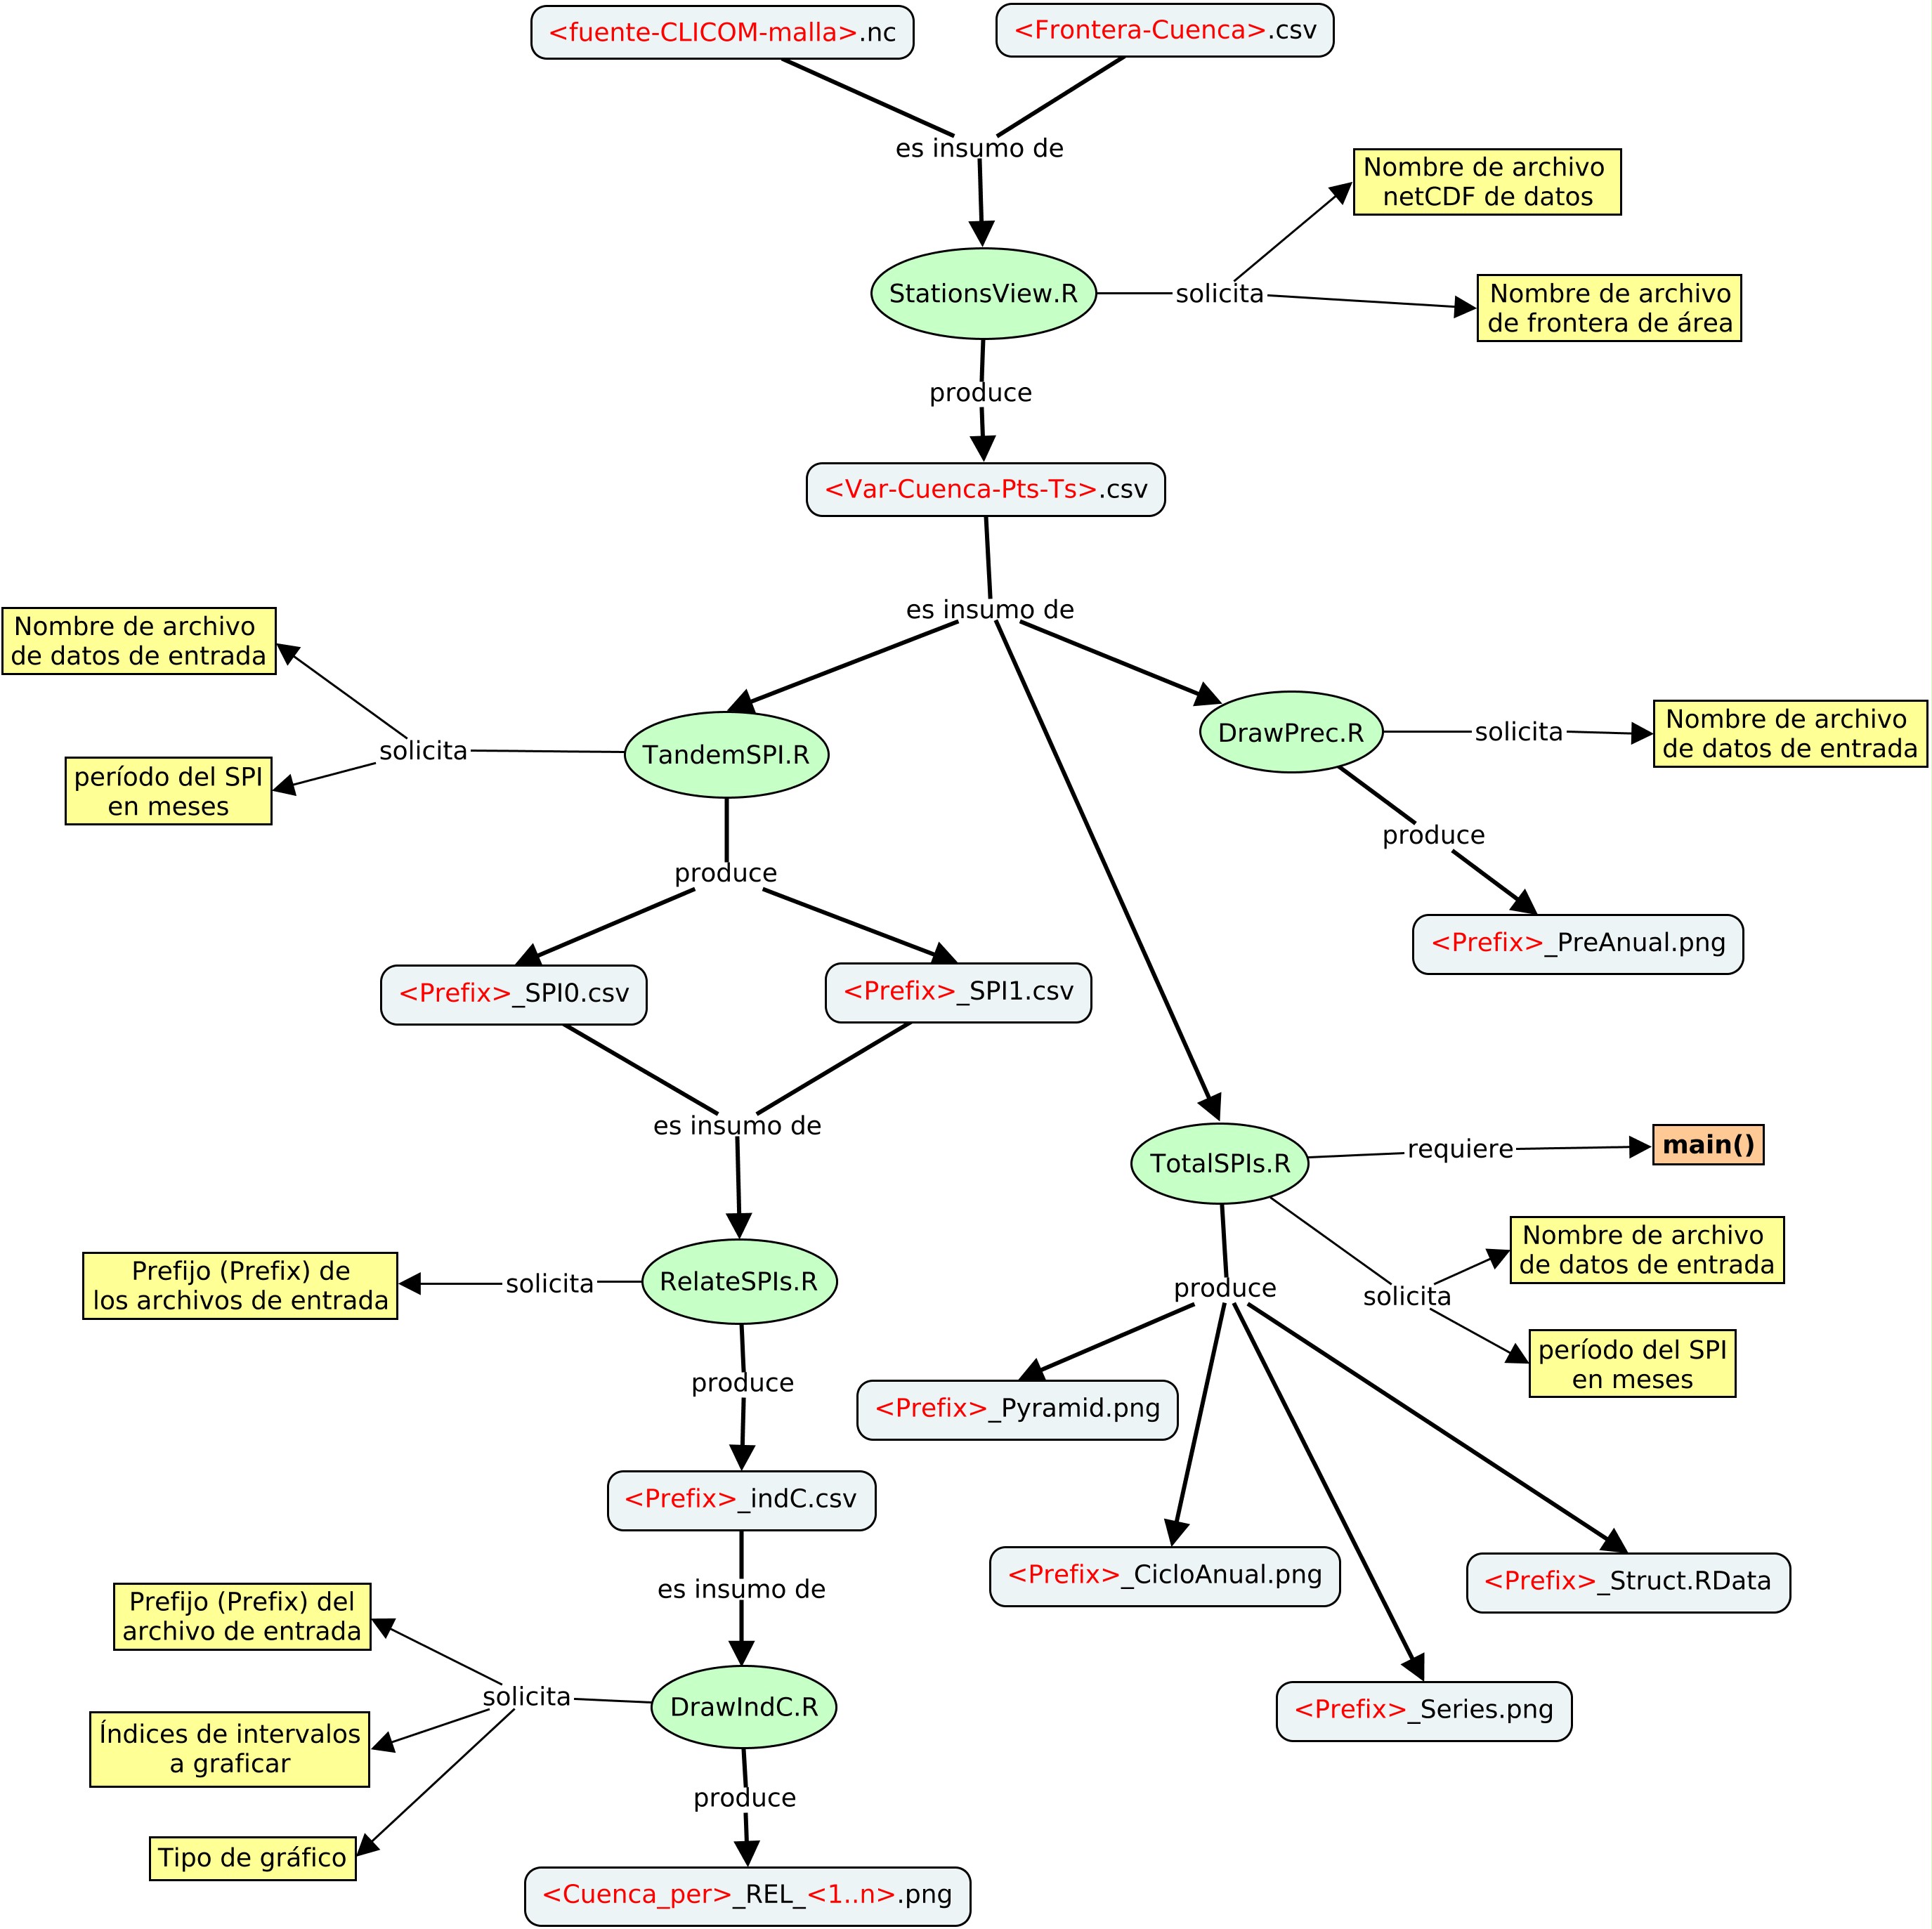 <fuente-CLICOM-malla>.nc
<Frontera-Cuenca>.csv
es insumo de
Nombre de archivo
netCDF de datos
StationsView.R
solicita
Nombre de archivo
de frontera de área
produce
<Var-Cuenca-Pts-Ts>.csv
es insumo de
Nombre de archivo
de datos de entrada
solicita
período del SPI
en meses
TandemSPI.R
DrawPrec.R
solicita
Nombre de archivo
de datos de entrada
produce
<Prefix>_PreAnual.png
produce
<Prefix>_SPI0.csv
<Prefix>_SPI1.csv
es insumo de
TotalSPIs.R
requiere
main()
Nombre de archivo
de datos de entrada
solicita
período del SPI
en meses
produce
Prefijo (Prefix) de
los archivos de entrada
solicita
RelateSPIs.R
produce
<Prefix>_Pyramid.png
<Prefix>_indC.csv
<Prefix>_CicloAnual.png
<Prefix>_Struct.RData
<Prefix>_Series.png
es insumo de
Prefijo (Prefix) del
archivo de entrada
solicita
DrawIndC.R
Índices de intervalos
a graficar
Tipo de gráfico
produce
<Cuenca_per>_REL_<1..n>.png